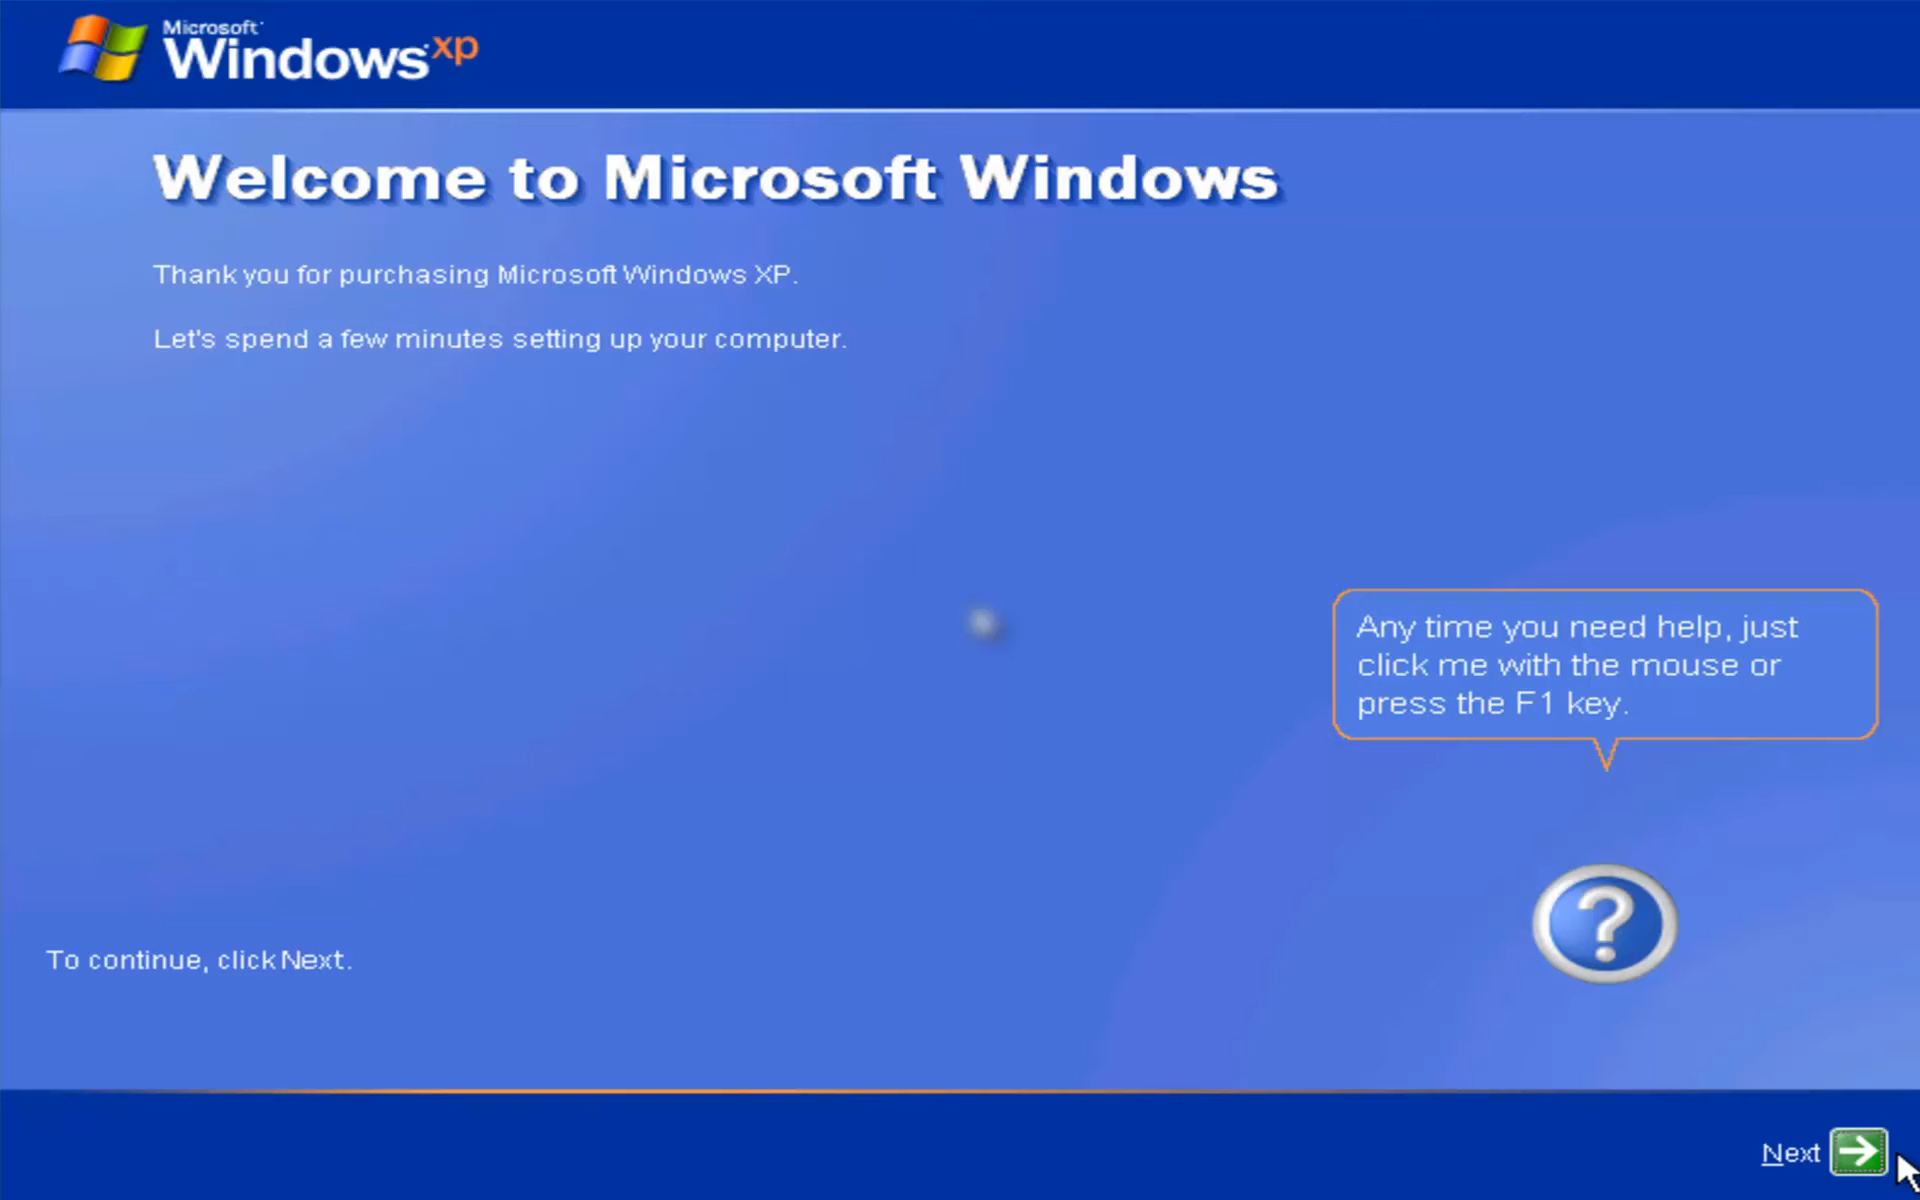 Microsoft
Windows xp
Welcome to Microsoft Windows
Thank you for purchasing Microsoft Windows XP.
Let's spend a few minutes setting up your computer.
Any time you need help, just
click me with the mouse or
press the F1 key.
?
To continue, click Next.
Next